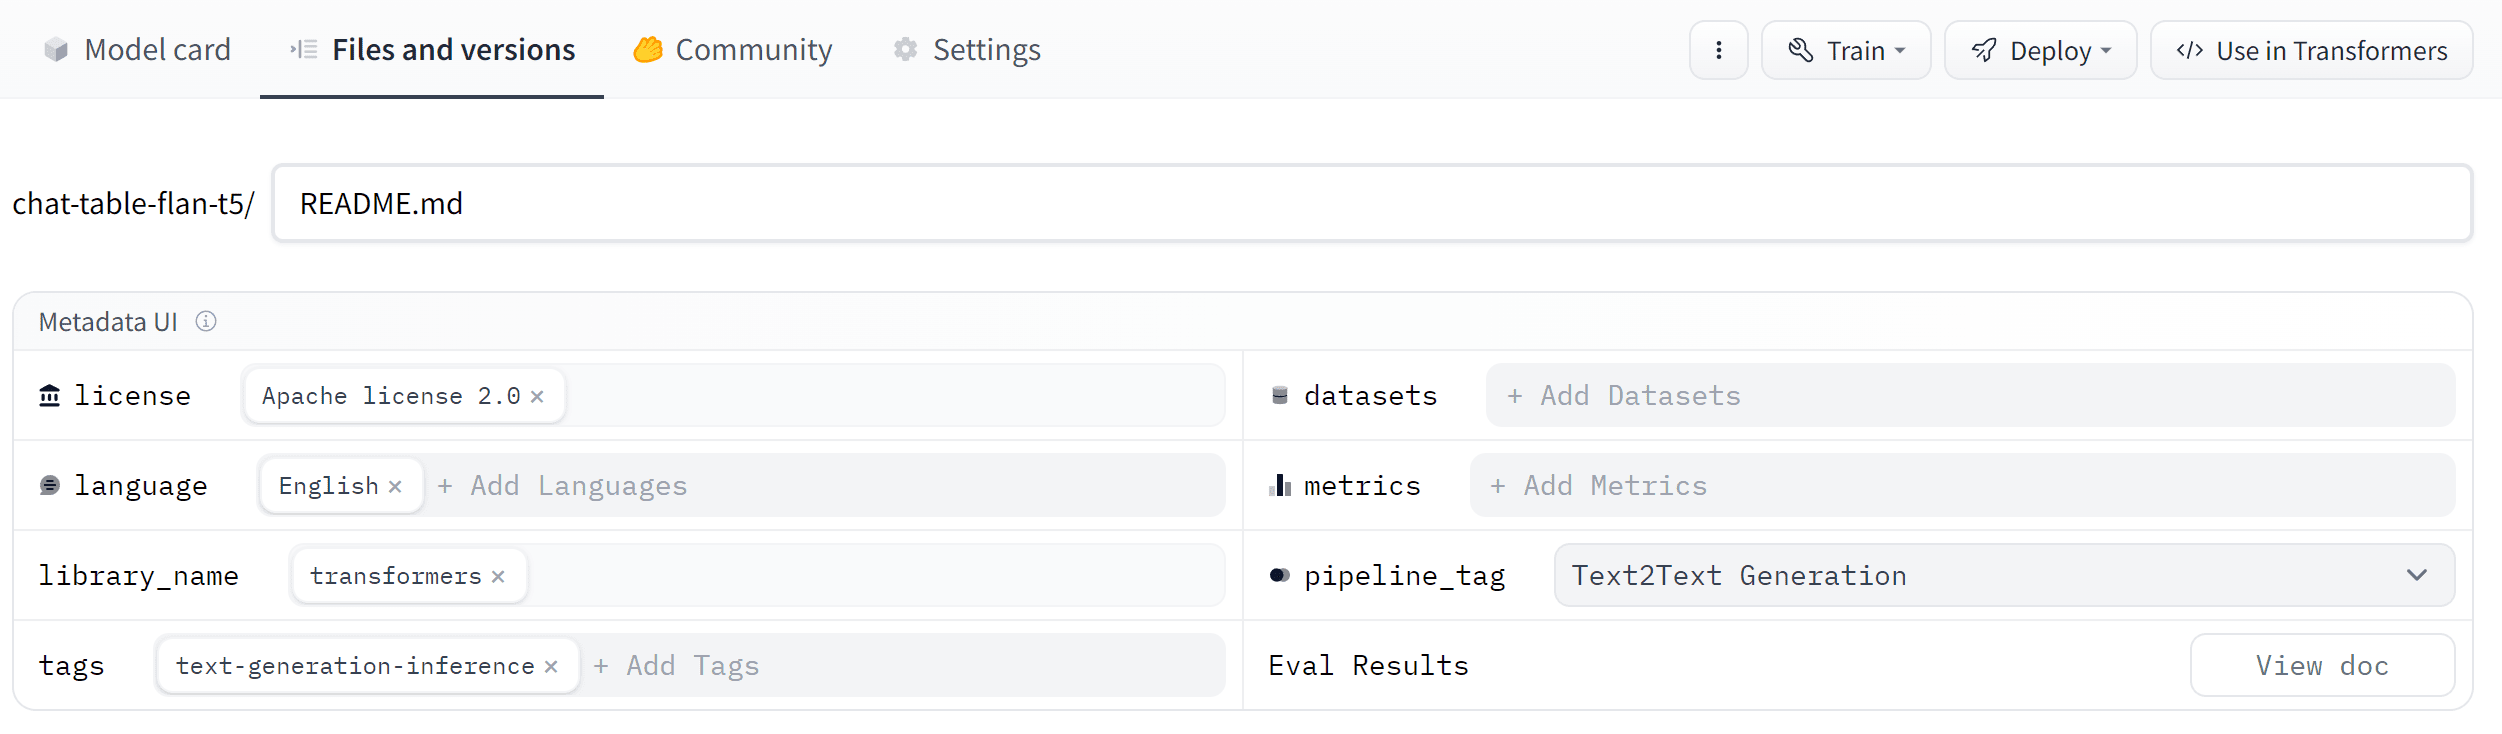 Model card Files and versions Community Settings Train Deploy Use in Transformers
chat-table-flan-t5/ README.md
Metadata UI
license Apache license 2.0 × datasets + Add Datasets
language English × + Add Languages metrics + Add Metrics
library_name transformers × pipeline_tag Text2Text Generation
tags text-generation-inference × + Add Tags Eval Results View doc